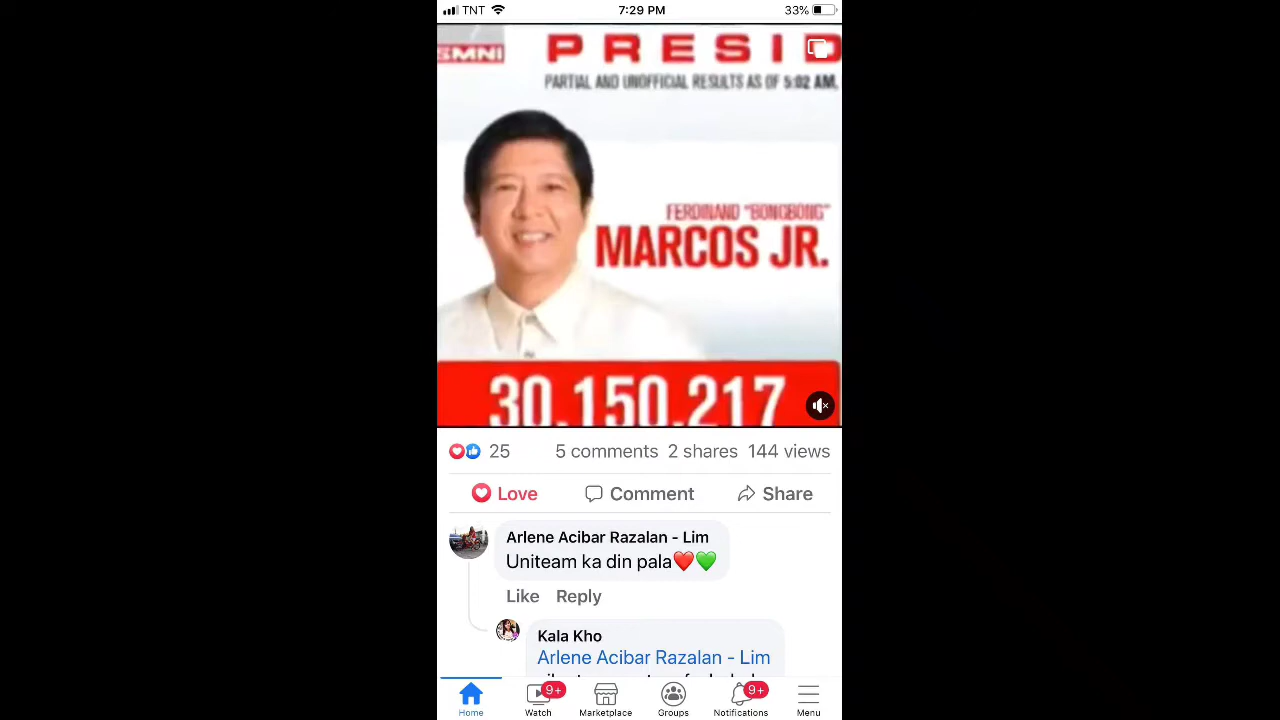 TNT
7:29 PM
33%
SMNI
PRESID
PARTIAL AND UNOFFICIAL RESULTS AS OF 5:02 AM,
FERDINAND "BONGBONG"
MARCOS JR.
30,150,217
25 5 comments 2 shares 144 views
Love Comment Share
Arlene Acibar Razalan - Lim
Uniteam ka din pala❤️💚
Like Reply
Kala Kho
Arlene Acibar Razalan - Lim
9+ 9+
Home Watch Marketplace Groups Notifications Menu